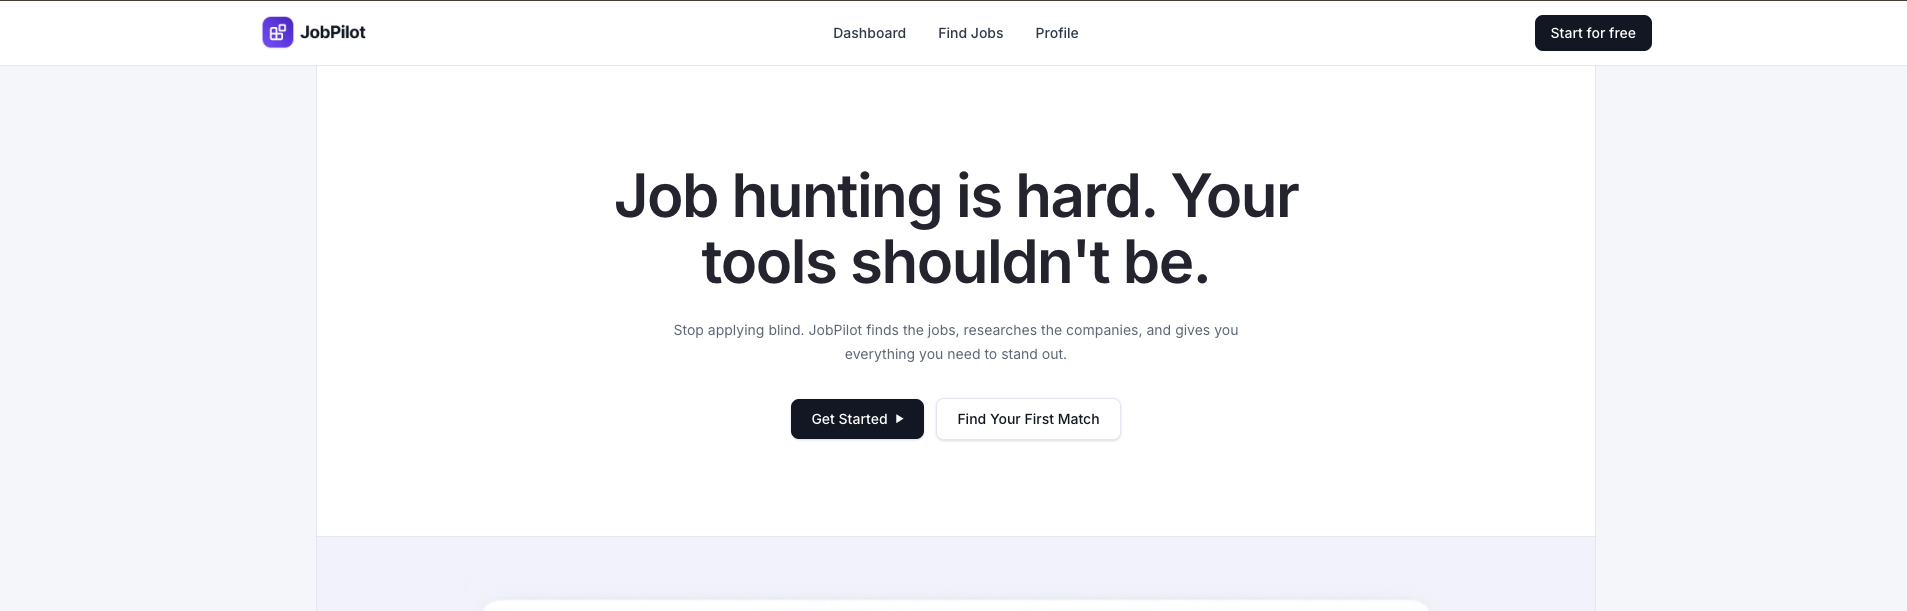 JobPilot
Dashboard
Find Jobs
Profile
Start for free
Job hunting is hard. Your
tools shouldn't be.
Stop applying blind. JobPilot finds the jobs, researches the companies, and gives you
everything you need to stand out.
Get Started
Find Your First Match